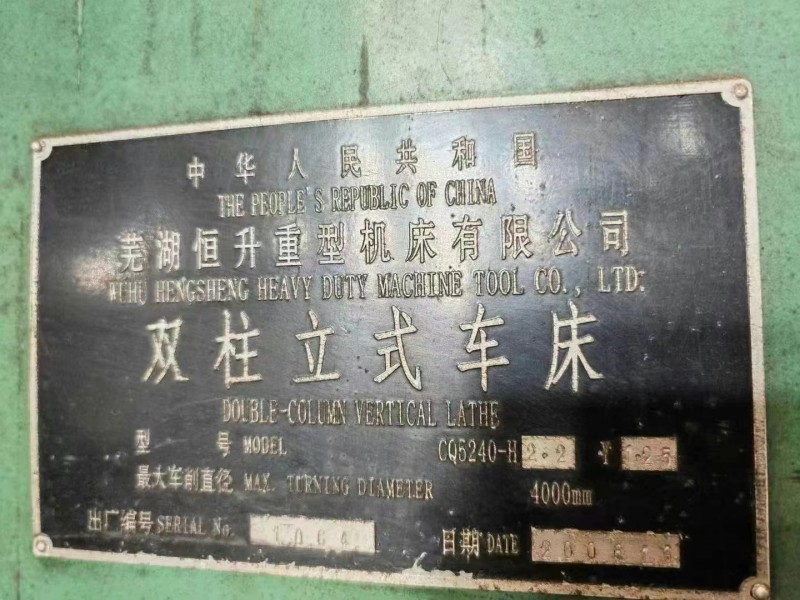 中华人民共和国
THE PEOPLE'S REPUBLIC OF CHINA
芜湖恒升重型机床有限公司
WUHU HENGSHENG HEAVY DUTY MACHINE TOOL CO., LTD:
双柱立式车床
DOUBLE-COLUMN VERTICAL LATHE
型 号 MODEL CQ5240-H 2.2 Y
最大车削直径 MAX. TURNING DIAMETER 4000mm
出厂编号 SERIAL No. 1064
日期 DATE